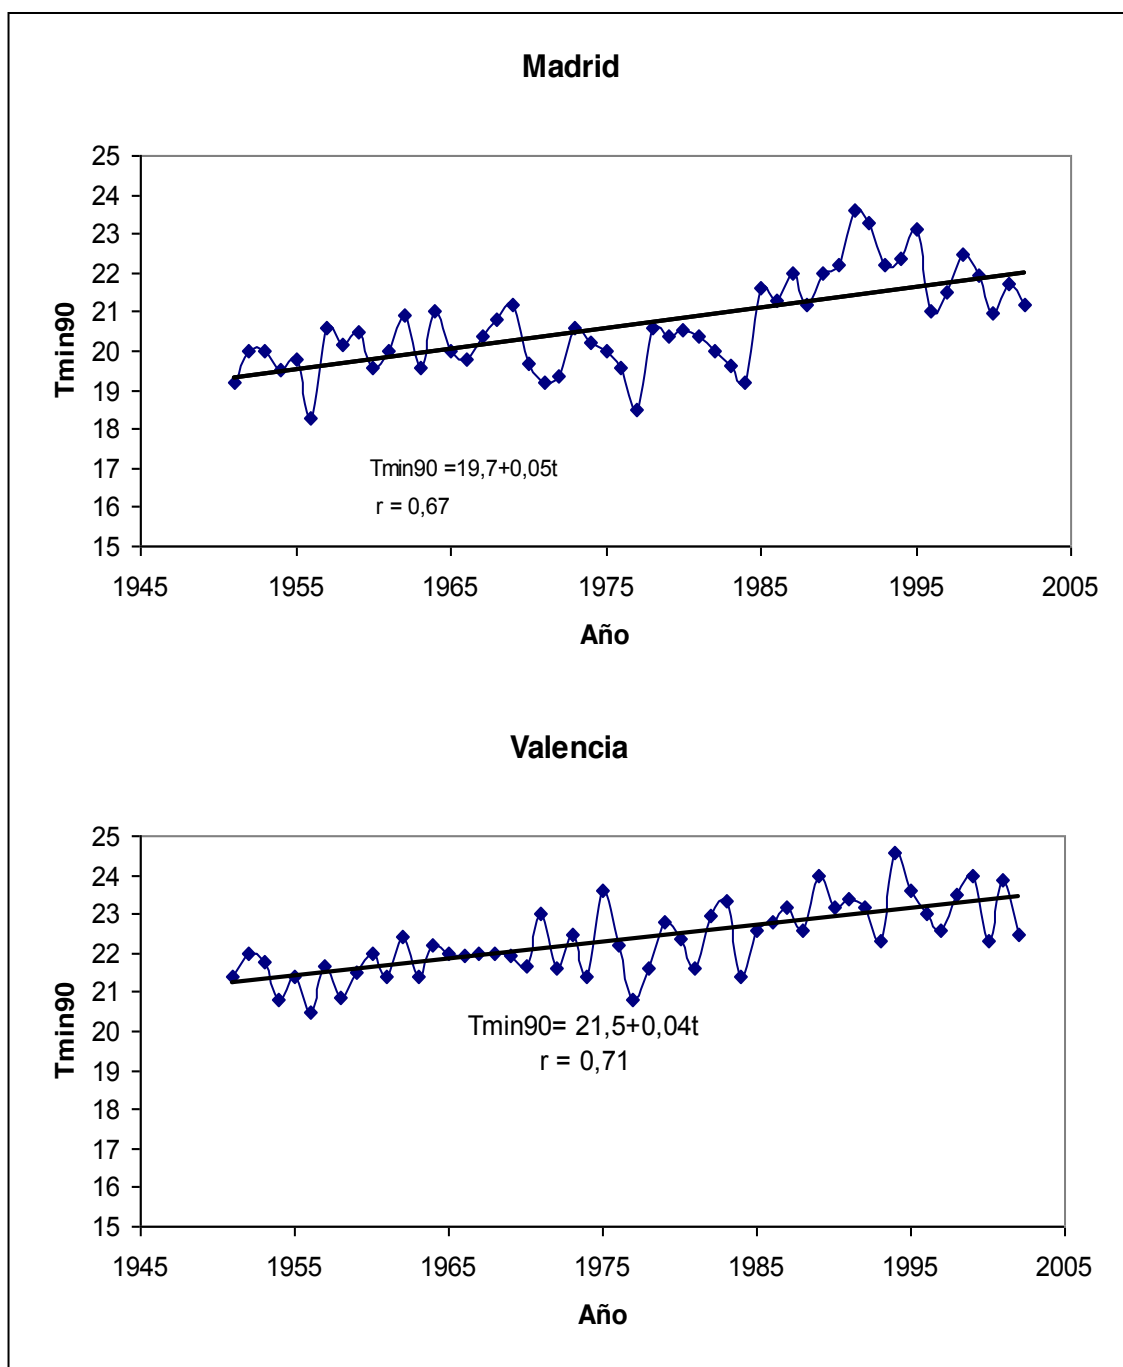 Madrid
25
24
23
22
21
20
19
18
17
16
15
Tmin90
Tmin90 =19,7+0,05t
r = 0,67
1945 1955 1965 1975 1985 1995 2005
Año
Valencia
25
24
23
22
21
20
19
18
17
16
15
Tmin90
Tmin90= 21,5+0,04t
r = 0,71
1945 1955 1965 1975 1985 1995 2005
Año